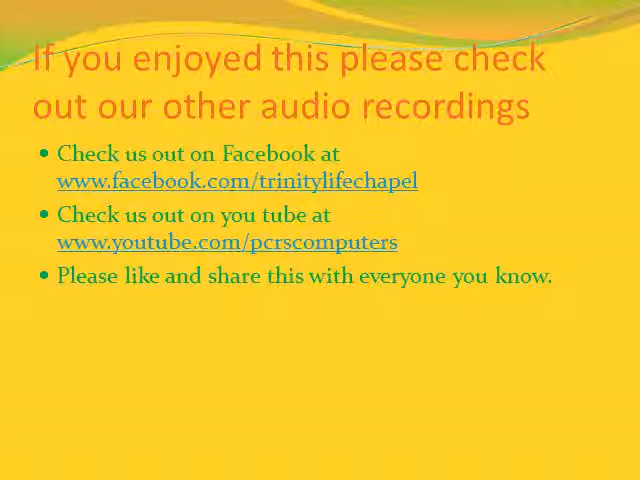 If you enjoyed this please check
out our other audio recordings
• Check us out on Facebook at
www.facebook.com/trinitylifechapel
• Check us out on you tube at
www.youtube.com/pcrscomputers
• Please like and share this with everyone you know.